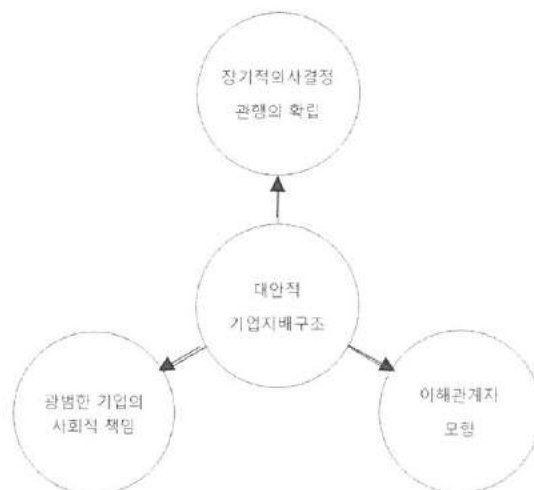 장기적의사결정
관행의 확립
대안적
기업지배구조
광범한 기업의
사회적 책임
이해관계자
모형